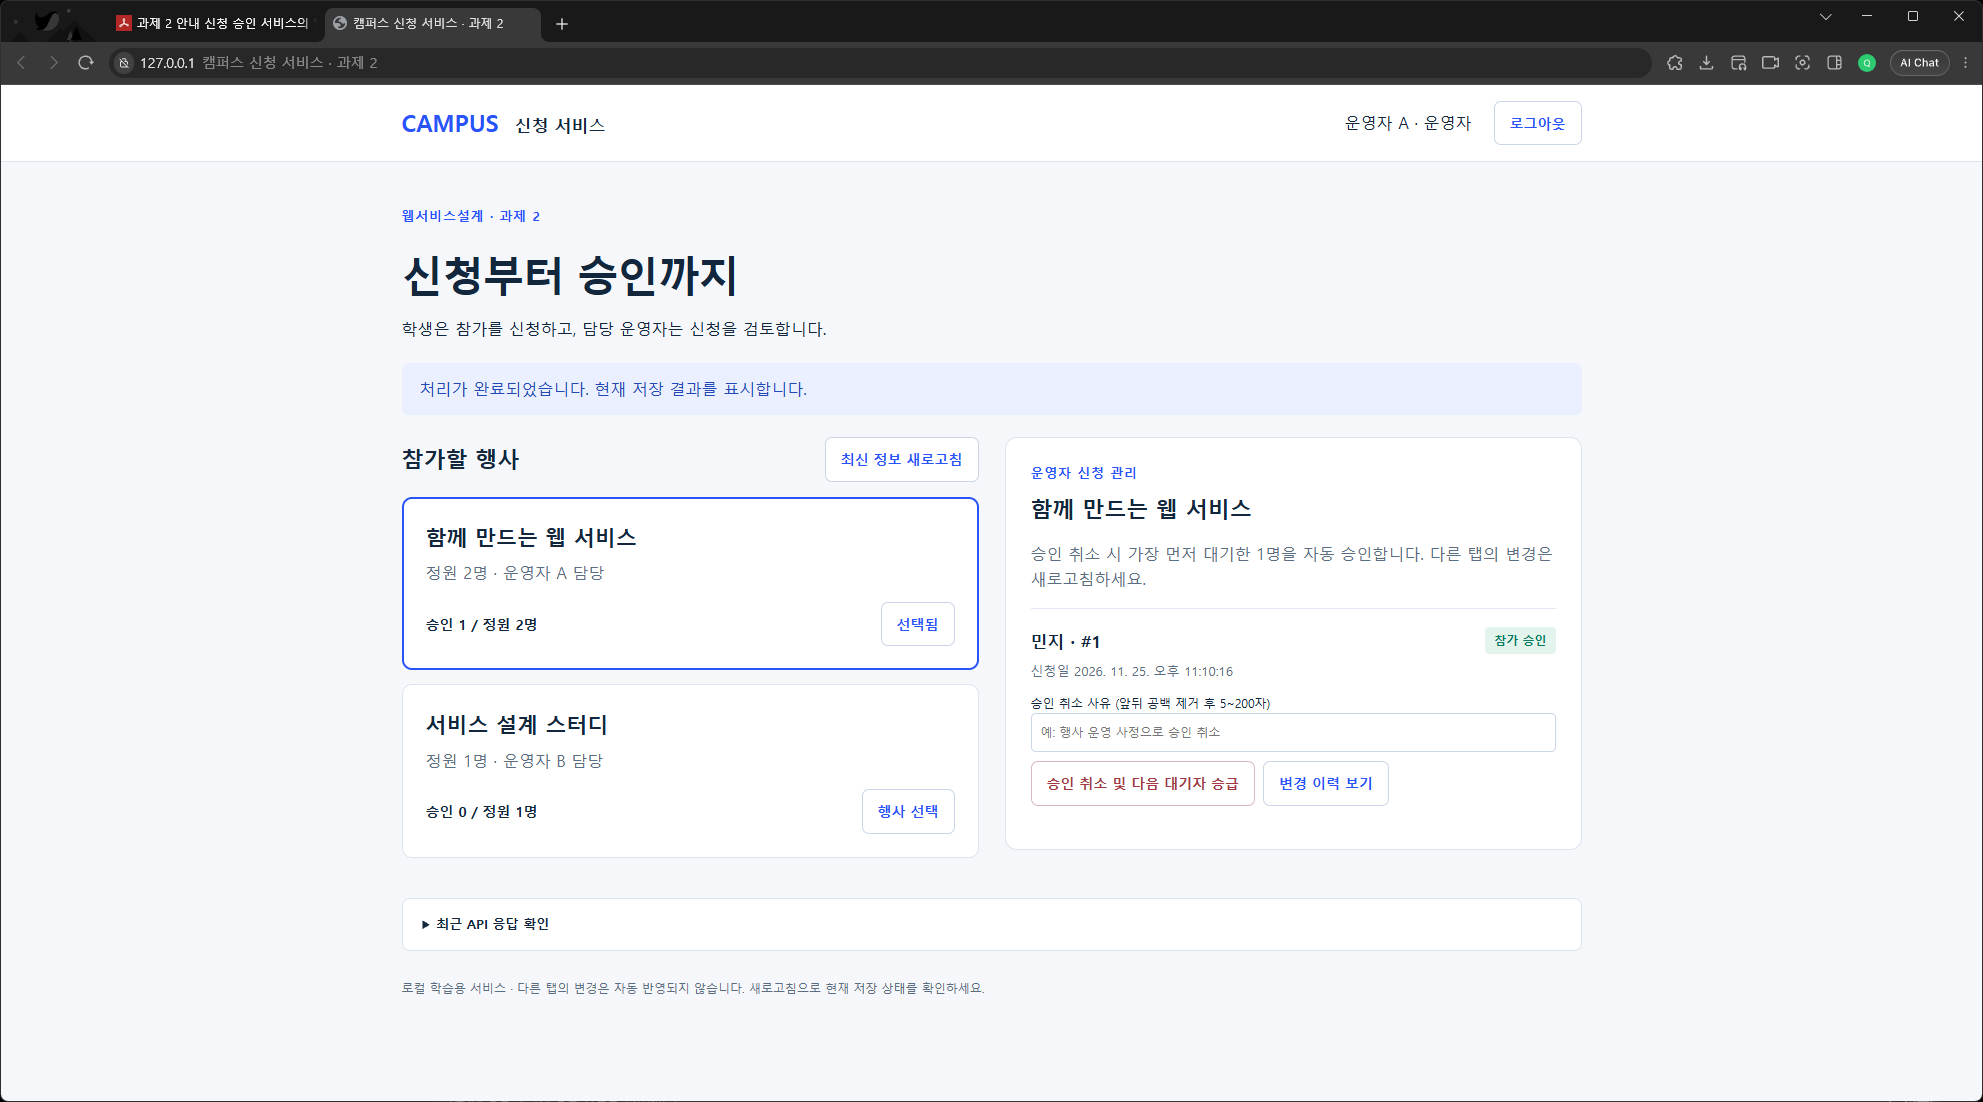 과제 2 안내 신청 승인 서비스의
캠퍼스 신청 서비스 · 과제 2
127.0.0.1 캠퍼스 신청 서비스 · 과제 2
Q
AI Chat
CAMPUS 신청 서비스
운영자 A · 운영자
로그아웃
웹서비스설계 · 과제 2
신청부터 승인까지
학생은 참가를 신청하고, 담당 운영자는 신청을 검토합니다.
처리가 완료되었습니다. 현재 저장 결과를 표시합니다.
참가할 행사
최신 정보 새로고침
함께 만드는 웹 서비스
정원 2명 · 운영자 A 담당
승인 1 / 정원 2명
선택됨
서비스 설계 스터디
정원 1명 · 운영자 B 담당
승인 0 / 정원 1명
행사 선택
운영자 신청 관리
함께 만드는 웹 서비스
승인 취소 시 가장 먼저 대기한 1명을 자동 승인합니다. 다른 탭의 변경은
새로고침하세요.
민지 · #1
참가 승인
신청일 2026. 11. 25. 오후 11:10:16
승인 취소 사유 (앞뒤 공백 제거 후 5~200자)
예: 행사 운영 사정으로 승인 취소
승인 취소 및 다음 대기자 승급
변경 이력 보기
▶ 최근 API 응답 확인
로컬 학습용 서비스 · 다른 탭의 변경은 자동 반영되지 않습니다. 새로고침으로 현재 저장 상태를 확인하세요.